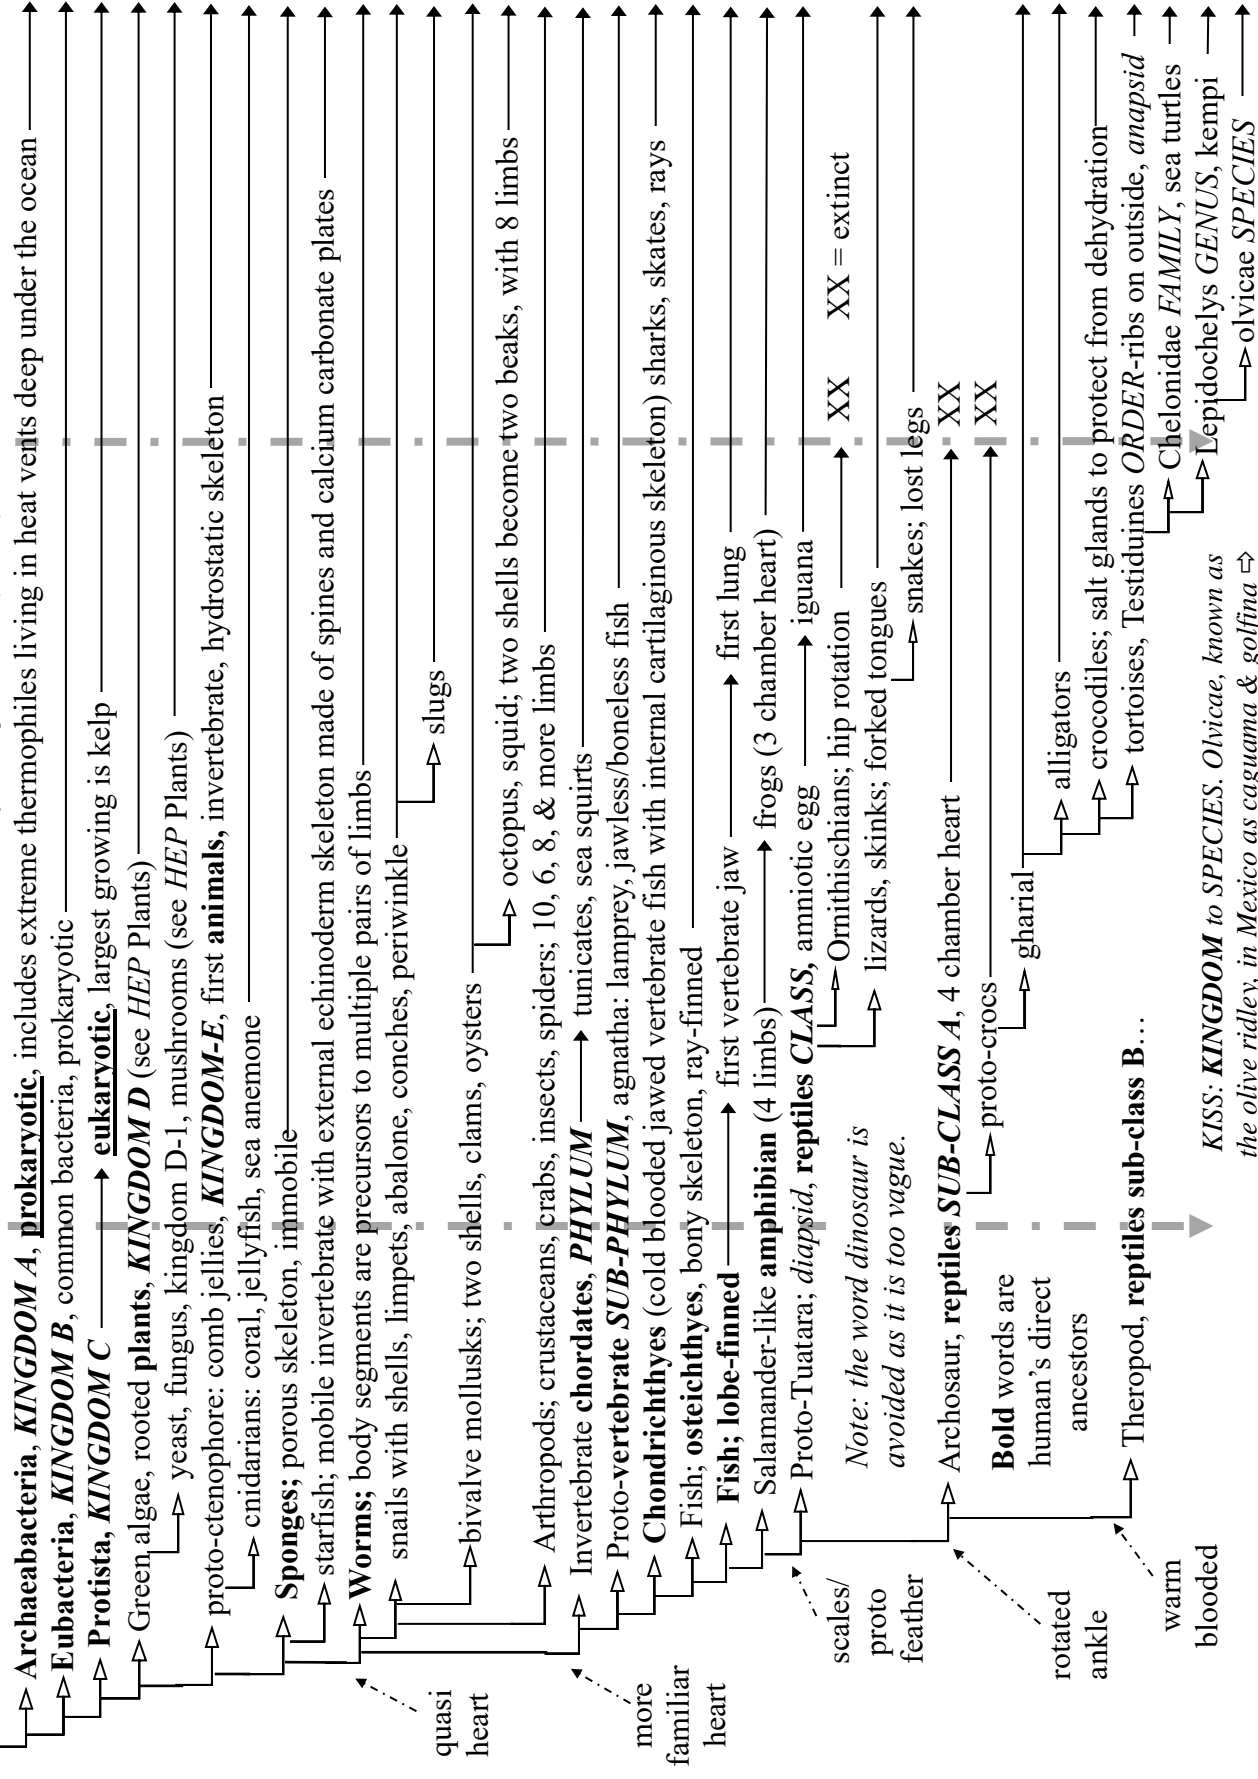 Archaeabacteria, KINGDOM A, prokaryotic, includes extreme thermophiles living in heat vents deep under the ocean
Eubacteria, KINGDOM B, common bacteria, prokaryotic
Protista, KINGDOM C eukaryotic, largest growing is kelp
Green algae, rooted plants, KINGDOM D (see HEP Plants)
yeast, fungus, kingdom D-1, mushrooms (see HEP Plants)
proto-ctenophore: comb jellies, KINGDOM-E, first animals, invertebrate, hydrostatic skeleton
cnidarians: coral, jellyfish, sea anemone
Sponges; porous skeleton, immobile
starfish; mobile invertebrate with external echinoderm skeleton made of spines and calcium carbonate plates
Worms; body segments are precursors to multiple pairs of limbs
quasi
heart
snails with shells, limpets, abalone, conches, periwinkle
slugs
bivalve mollusks; two shells, clams, oysters
octopus, squid; two shells become two beaks, with 8 limbs
Arthropods; crustaceans, crabs, insects, spiders; 10, 6, 8, & more limbs
Invertebrate chordates, PHYLUM tunicates, sea squirts
more
familiar
heart
Proto-vertebrate SUB-PHYLUM, agnatha: lamprey, jawless/boneless fish
Chondrichthyes (cold blooded jawed vertebrate fish with internal cartilaginous skeleton) sharks, skates, rays
Fish; osteichthyes, bony skeleton, ray-finned
Fish; lobe-finned first vertebrate jaw first lung
Salamander-like amphibian (4 limbs) frogs (3 chamber heart)
Proto-Tuatara; diapsid, reptiles CLASS, amniotic egg iguana
scales/
proto
feather
Ornithischians; hip rotation XX XX = extinct
lizards, skinks; forked tongues
snakes; lost legs
Note: the word dinosaur is
avoided as it is too vague.
Archosaur, reptiles SUB-CLASS A, 4 chamber heart XX
proto-crocs XX
gharial
alligators
crocodiles; salt glands to protect from dehydration
tortoises, Testiduines ORDER-ribs on outside, anapsid
Chelonidae FAMILY, sea turtles
Lepidochelys GENUS, kempi
olvicae SPECIES
Bold words are
human's direct
ancestors
rotated
ankle
Theropod, reptiles sub-class B…
warm
blooded
KISS: KINGDOM to SPECIES. Olvicae, known as
the olive ridley, in Mexico as caguama & golfina ⇨